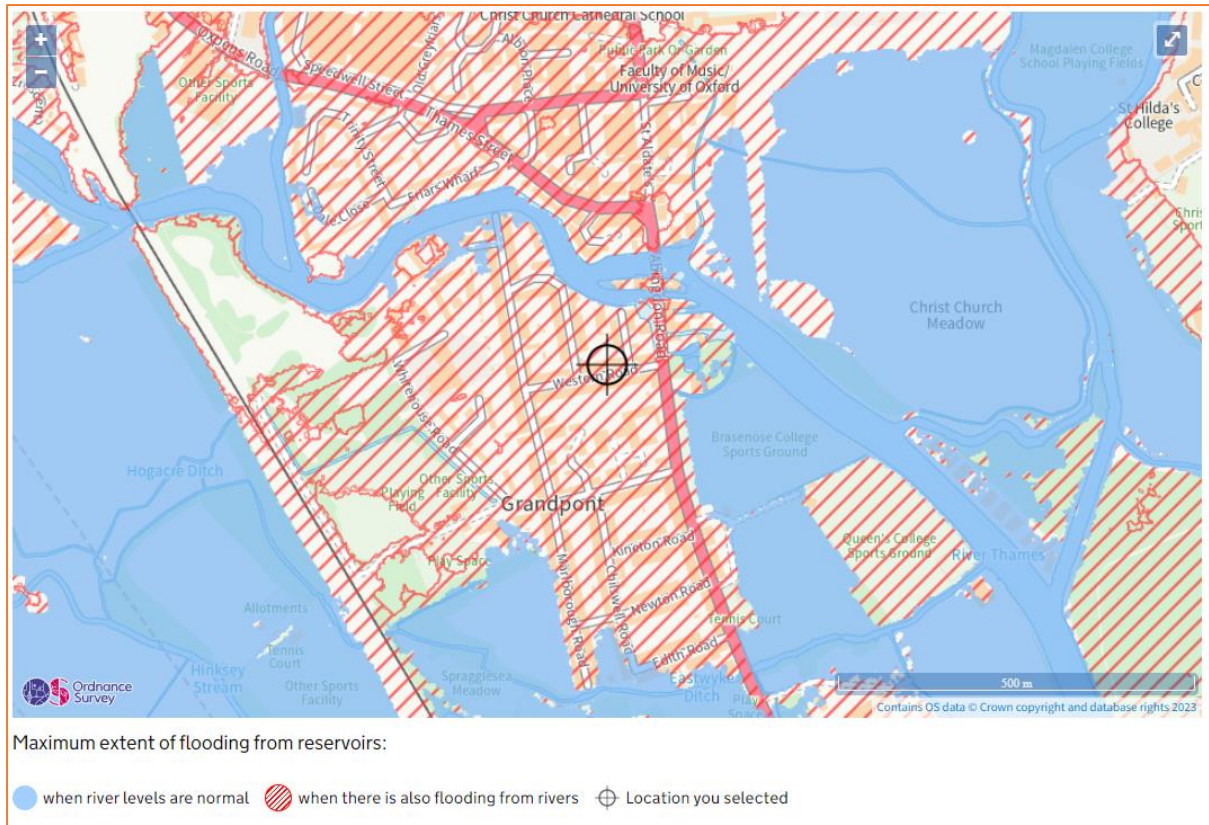 Christ Church Cathedral School
+
Oxpens Road
Old Greyfriars
Albion Place
Public Park Or Garden
Magdalen College
School Playing Fields
−
Speedwell Street
Other Sports
Facility
Faculty of Music/
University of Oxford
St Hilda's
College
Thames Street
Trinity Street
St Aldate's
Friars Wharf
Dale Close
Abingdon Road
Christ Church
Meadow
Western Road
Whitehouse Road
Brasenose College
Sports Ground
Hogacre Ditch
Other Sports
Facility
Playing
Field
Grandpont
Queen's College
Sports Ground
River Thames
Kineton Road
Play Space
Marlborough Road
Chilswell Road
Newton Road
Allotments
Tennis Court
Tennis
Court
Edith Road
Hinksey
Stream
Spragglesea
Meadow
Eastwyke
Ditch
Play
Space
Other Sports
Facility
500 m
Ordnance
Survey
Contains OS data © Crown copyright and database rights 2023
Maximum extent of flooding from reservoirs:
when river levels are normal when there is also flooding from rivers Location you selected